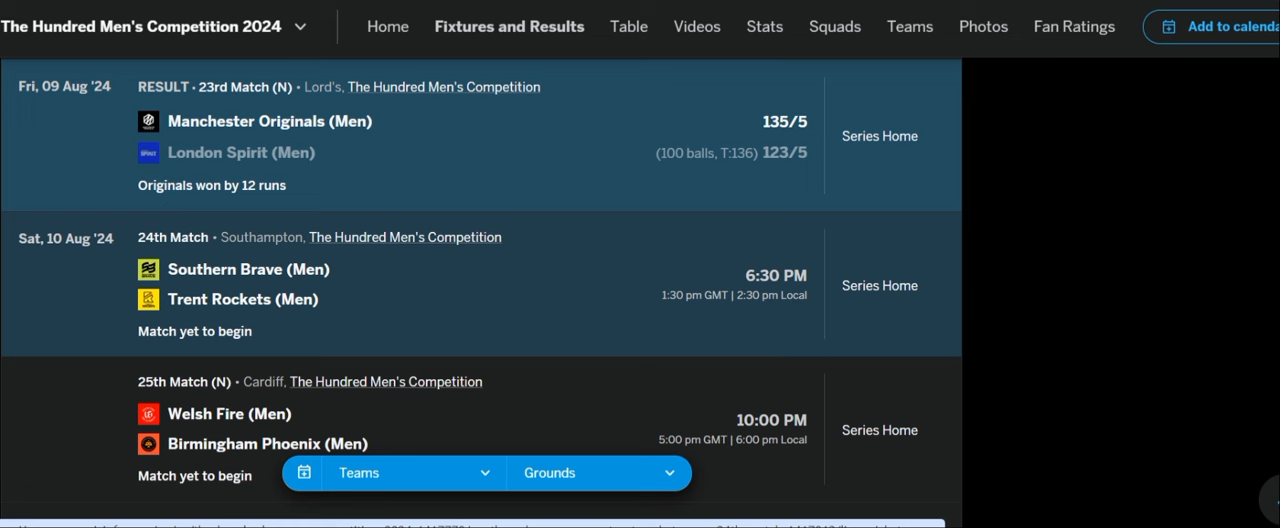 The Hundred Men's Competition 2024 Home Fixtures and Results Table Videos Stats Squads Teams Photos Fan Ratings Add to calenda
Fri, 09 Aug '24 RESULT • 23rd Match (N) • Lord's, The Hundred Men's Competition
Manchester Originals (Men) 135/5
London Spirit (Men) (100 balls, T:136) 123/5
Originals won by 12 runs
Series Home
Sat, 10 Aug '24 24th Match • Southampton, The Hundred Men's Competition
Southern Brave (Men) 6:30 PM
Trent Rockets (Men) 1:30 pm GMT | 2:30 pm Local
Match yet to begin
Series Home
25th Match (N) • Cardiff, The Hundred Men's Competition
Welsh Fire (Men) 10:00 PM
Birmingham Phoenix (Men) 5:00 pm GMT | 6:00 pm Local
Match yet to begin
Series Home
Teams Grounds